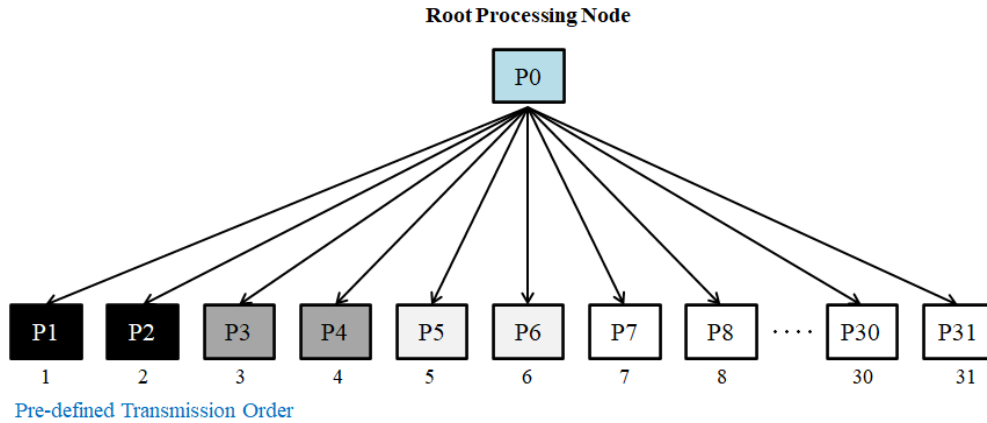 Root Processing Node
P0
P1 P2 P3 P4 P5 P6 P7 P8 .... P30 P31
1 2 3 4 5 6 7 8 30 31
Pre-defined Transmission Order